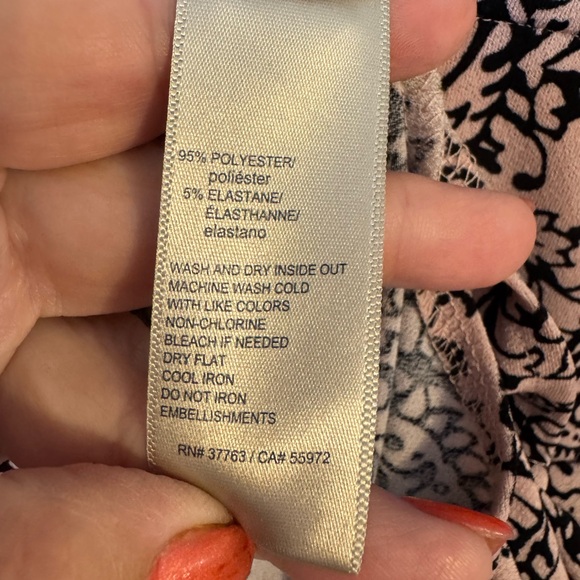 95% POLYESTER/
poliéster
5% ELASTANE/
ÉLASTHANNE/
elastano
WASH AND DRY INSIDE OUT
MACHINE WASH COLD
WITH LIKE COLORS
NON-CHLORINE
BLEACH IF NEEDED
DRY FLAT
COOL IRON
DO NOT IRON
EMBELLISHMENTS
RN# 37763 / CA# 55972